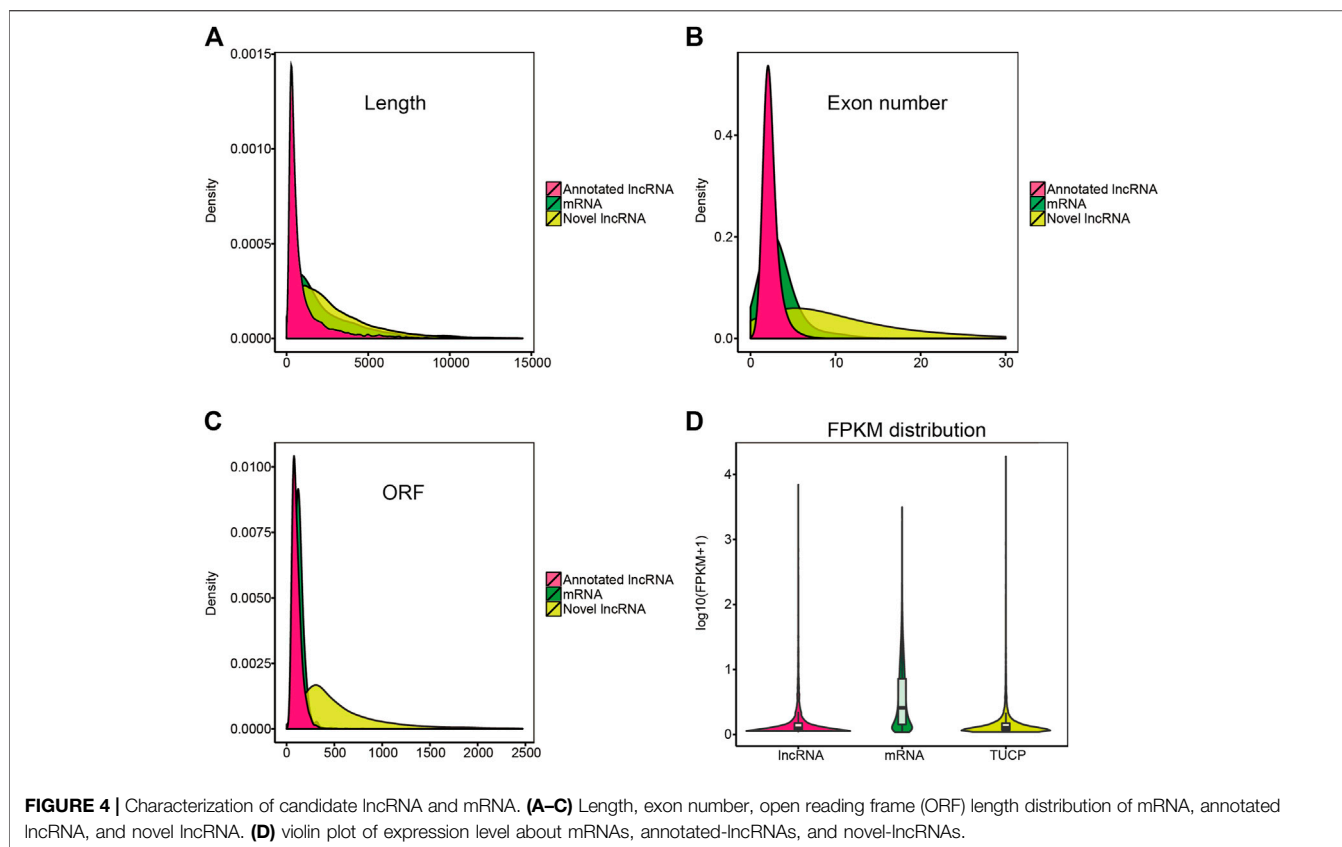 A
Length
Density
0.0015
0.0010
0.0005
0.0000
0
5000
10000
15000
Annotated lncRNA
mRNA
Novel lncRNA
B
Exon number
Density
0.4
0.2
0.0
0
10
20
30
Annotated lncRNA
mRNA
Novel lncRNA
C
ORF
Density
0.0100
0.0075
0.0050
0.0025
0.0000
0
500
1000
1500
2000
2500
Annotated lncRNA
mRNA
Novel lncRNA
D
FPKM distribution
log10(FPKM+1)
4
3
2
1
0
lncRNA
mRNA
TUCP
FIGURE 4 | Characterization of candidate lncRNA and mRNA. (A–C) Length, exon number, open reading frame (ORF) length distribution of mRNA, annotated
lncRNA, and novel lncRNA. (D) violin plot of expression level about mRNAs, annotated-lncRNAs, and novel-lncRNAs.